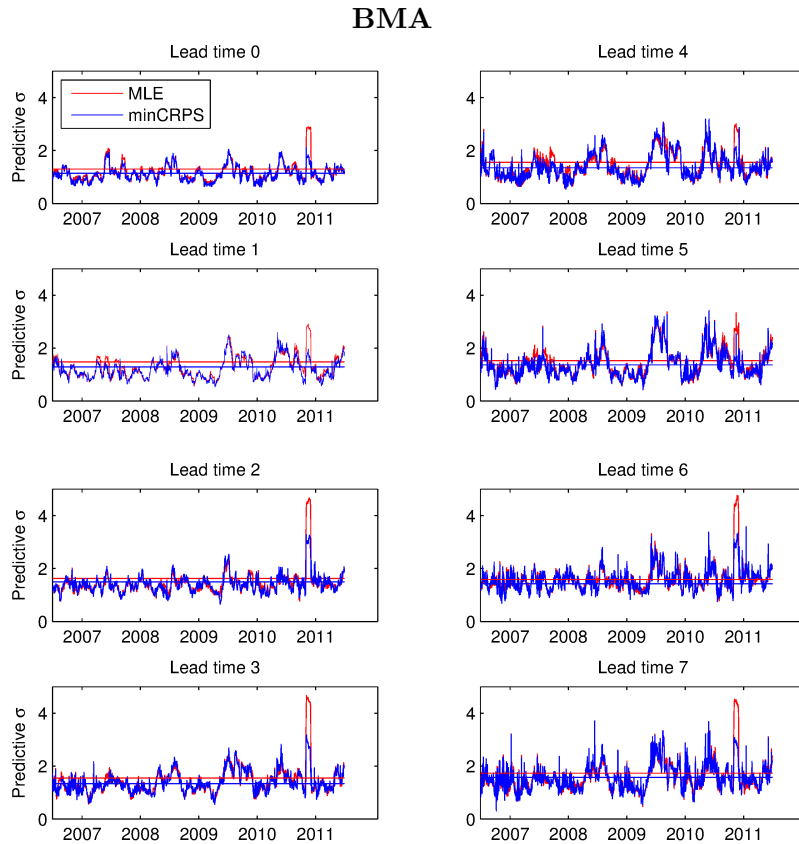 BMA
Lead time 0
MLE
minCRPS
Predictive σ
4
2
0
2007 2008 2009 2010 2011
Lead time 4
4
2
0
2007 2008 2009 2010 2011
Lead time 1
Predictive σ
4
2
0
2007 2008 2009 2010 2011
Lead time 5
4
2
0
2007 2008 2009 2010 2011
Lead time 2
Predictive σ
4
2
0
2007 2008 2009 2010 2011
Lead time 6
4
2
0
2007 2008 2009 2010 2011
Lead time 3
Predictive σ
4
2
0
2007 2008 2009 2010 2011
Lead time 7
4
2
0
2007 2008 2009 2010 2011